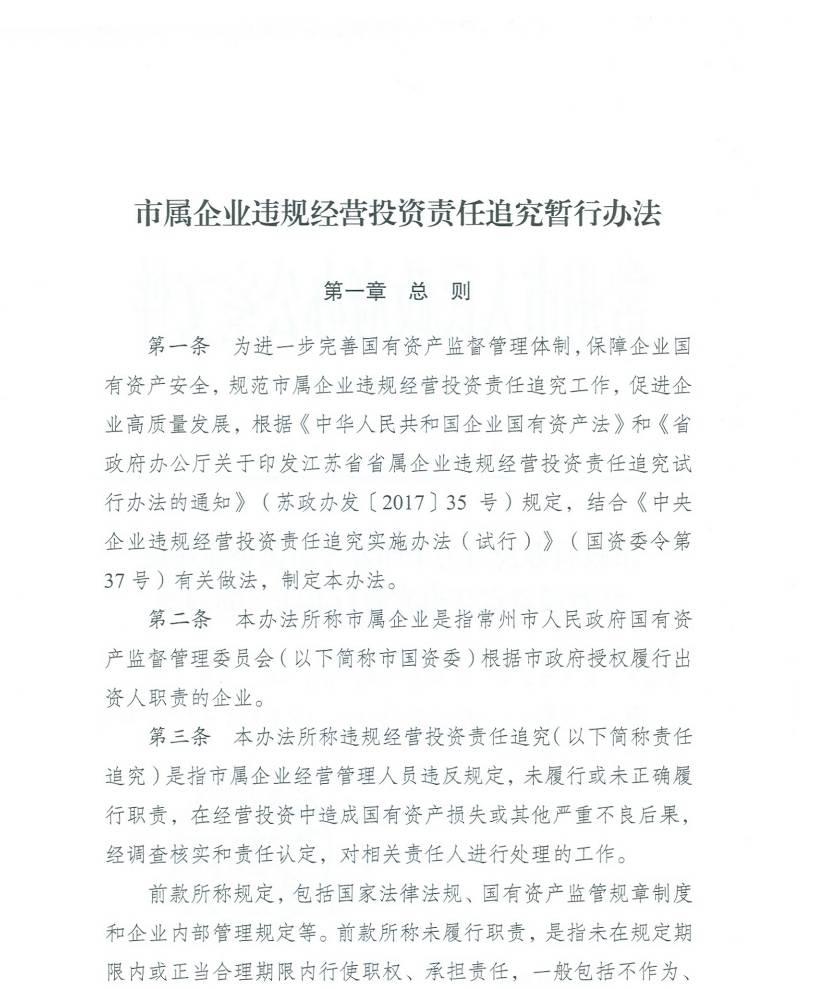 市属企业违规经营投资责任追究暂行办法
第一章 总 则
第一条 为进一步完善国有资产监督管理体制,保障企业国
有资产安全，规范市属企业违规经营投资责任追究工作，促进企
业高质量发展，根据《中华人民共和国企业国有资产法》和《省
政府办公厅关于印发江苏省省属企业违规经营投资责任追究试
行办法的通知》（苏政办发〔2017〕35 号）规定，结合《中央
企业违规经营投资责任追究实施办法（试行）》（国资委令第
37 号）有关做法，制定本办法。
第二条 本办法所称市属企业是指常州市人民政府国有资
产监督管理委员会（以下简称市国资委）根据市政府授权履行出
资人职责的企业。
第三条 本办法所称违规经营投资责任追究（以下简称责任
追究）是指市属企业经营管理人员违反规定，未履行或未正确履
行职责，在经营投资中造成国有资产损失或其他严重不良后果，
经调查核实和责任认定，对相关责任人进行处理的工作。
前款所称规定，包括国家法律法规、国有资产监管规章制度
和企业内部管理规定等。前款所称未履行职责，是指未在规定期
限内或正当合理期限内行使职权、承担责任，一般包括不作为、